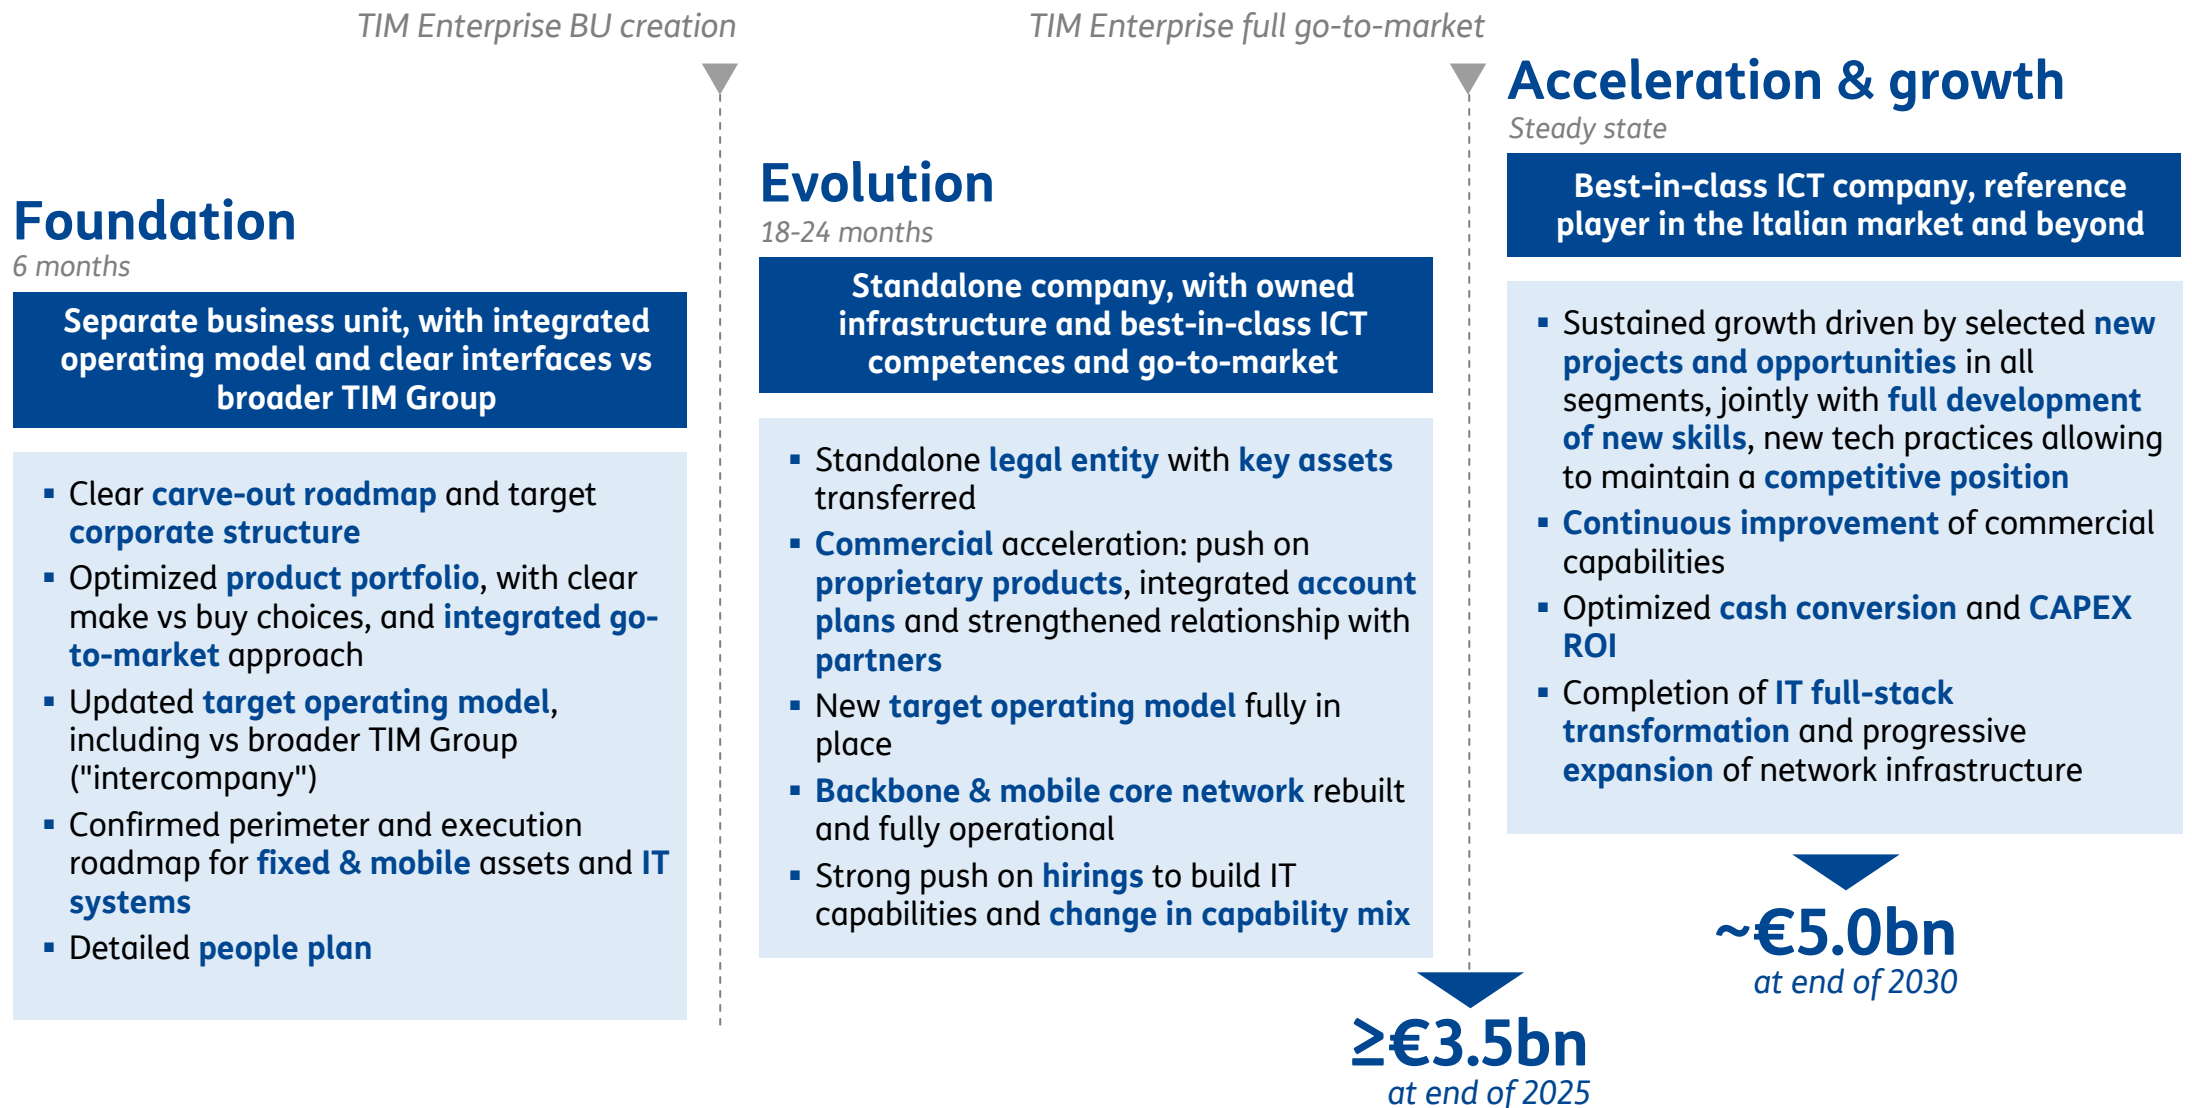 TIM Enterprise BU creation
TIM Enterprise full go-to-market
Foundation
6 months
Separate business unit, with integrated
operating model and clear interfaces vs
broader TIM Group
▪ Clear carve-out roadmap and target
corporate structure
▪ Optimized product portfolio, with clear
make vs buy choices, and integrated go-
to-market approach
▪ Updated target operating model,
including vs broader TIM Group
("intercompany")
▪ Confirmed perimeter and execution
roadmap for fixed & mobile assets and IT
systems
▪ Detailed people plan
Evolution
18-24 months
Standalone company, with owned
infrastructure and best-in-class ICT
competences and go-to-market
▪ Standalone legal entity with key assets
transferred
▪ Commercial acceleration: push on
proprietary products, integrated account
plans and strengthened relationship with
partners
▪ New target operating model fully in
place
▪ Backbone & mobile core network rebuilt
and fully operational
▪ Strong push on hirings to build IT
capabilities and change in capability mix
≥€3.5bn
at end of 2025
Acceleration & growth
Steady state
Best-in-class ICT company, reference
player in the Italian market and beyond
▪ Sustained growth driven by selected new
projects and opportunities in all
segments, jointly with full development
of new skills, new tech practices allowing
to maintain a competitive position
▪ Continuous improvement of commercial
capabilities
▪ Optimized cash conversion and CAPEX
ROI
▪ Completion of IT full-stack
transformation and progressive
expansion of network infrastructure
~€5.0bn
at end of 2030